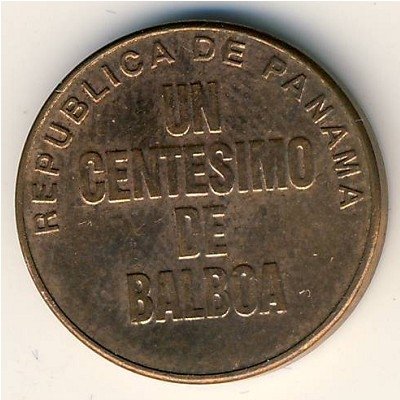 REPUBLICA DE PANAMA
UN
CENTESIMO
DE
BALBOA